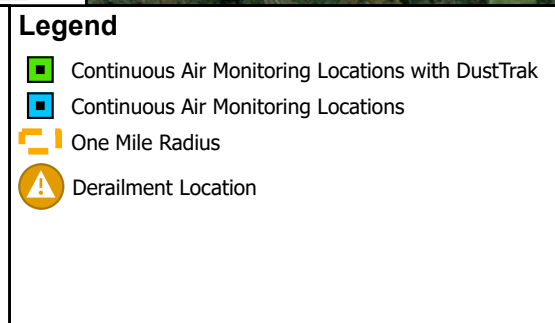 Legend
Continuous Air Monitoring Locations with DustTrak
Continuous Air Monitoring Locations
One Mile Radius
Derailment Location